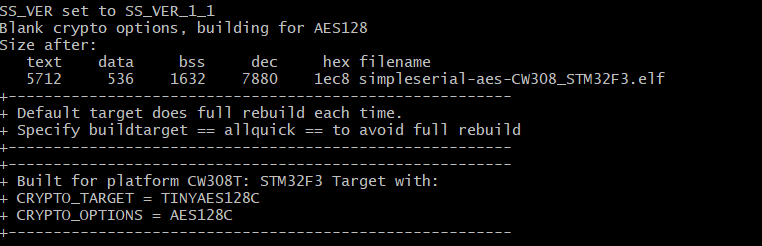 SS_VER set to SS_VER_1_1
Blank crypto options, building for AES128
Size after:
   text    data     bss     dec     hex filename
   5712     536    1632    7880    1ec8 simpleserial-aes-CW308_STM32F3.elf
+--------------------------------------------------------
+ Default target does full rebuild each time.
+ Specify buildtarget == allquick == to avoid full rebuild
+--------------------------------------------------------
+--------------------------------------------------------
+ Built for platform CW308T: STM32F3 Target with:
+ CRYPTO_TARGET = TINYAES128C
+ CRYPTO_OPTIONS = AES128C
+--------------------------------------------------------